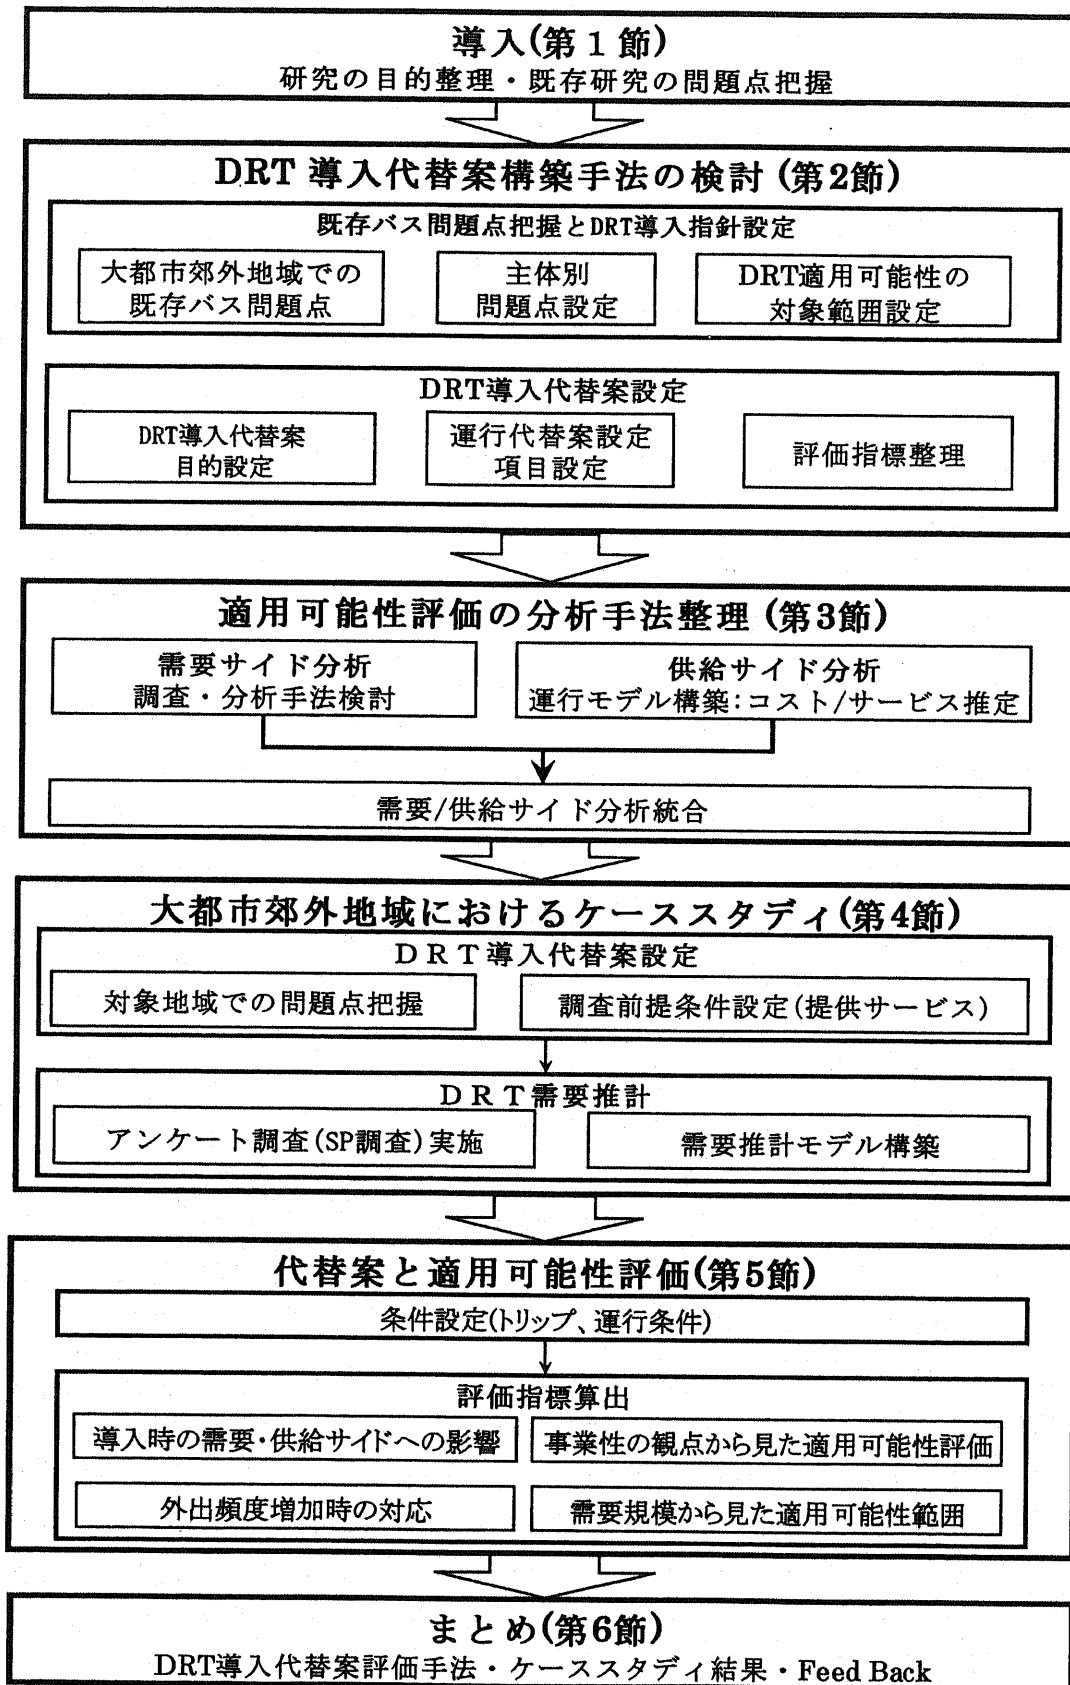 導入(第１節)
研究の目的整理・既存研究の問題点把握
DRT 導入代替案構築手法の検討 (第2節)
既存バス問題点把握とDRT導入指針設定
大都市郊外地域での
既存バス問題点
主体別
問題点設定
DRT適用可能性の
対象範囲設定
DRT導入代替案設定
DRT導入代替案
目的設定
運行代替案設定
項目設定
評価指標整理
適用可能性評価の分析手法整理 (第3節)
需要サイド分析
調査・分析手法検討
供給サイド分析
運行モデル構築:コスト/サービス推定
需要/供給サイド分析統合
大都市郊外地域におけるケーススタディ(第4節)
ＤＲＴ導入代替案設定
対象地域での問題点把握
調査前提条件設定(提供サービス)
ＤＲＴ需要推計
アンケート調査(SP調査)実施
需要推計モデル構築
代替案と適用可能性評価(第5節)
条件設定(トリップ、運行条件)
評価指標算出
導入時の需要・供給サイドへの影響
事業性の観点から見た適用可能性評価
外出頻度増加時の対応
需要規模から見た適用可能性範囲
まとめ(第6節)
DRT導入代替案評価手法・ケーススタディ結果・Feed Back